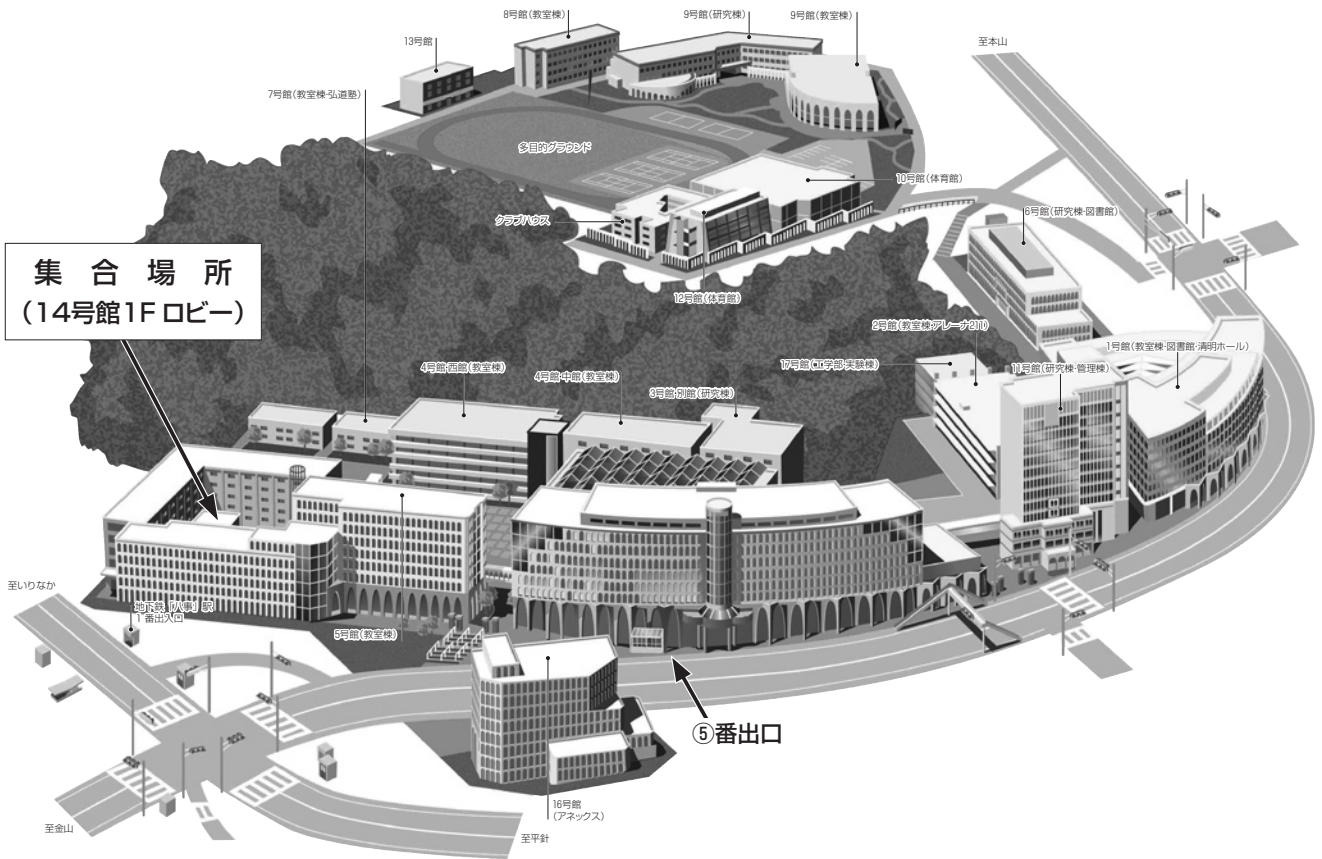 8号館(教室棟)
9号館(研究棟)
9号館(教室棟)
13号館
至本山
7号館(教室棟・弘道塾)
多目的グラウンド
10号館(体育館)
クラブハウス
6号館(研究棟・図書館)
集合場所
(14号館1F ロビー)
12号館(体育館)
2号館(教室棟・アレーナ211)
1号館(教室棟・図書館・清明ホール)
17号館(工学部・実験棟)
11号館(研究棟・管理棟)
4号館・西館(教室棟)
4号館・中館(教室棟)
3号館・別館(研究棟)
至いりなか
地下鉄「八事」駅
1番出入口
5号館(教室棟)
⑤番出口
16号館
(アネックス)
至金山
至平針